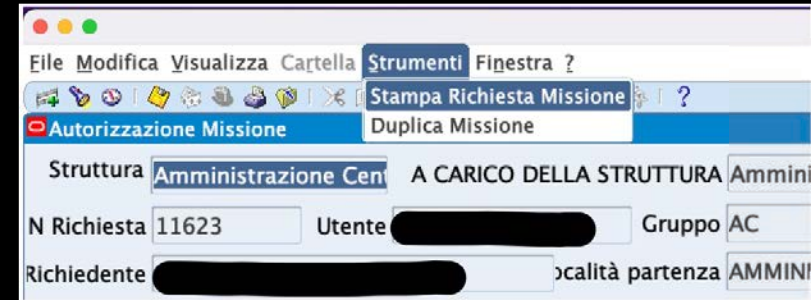 File Modifica Visualizza Cartella Strumenti Finestra ?
Stampa Richiesta Missione ?
Duplica Missione
Autorizzazione Missione
Struttura Amministrazione Cent A CARICO DELLA STRUTTURA Ammini
N Richiesta 11623 Utente Gruppo AC
Richiedente ocalità partenza AMMIN